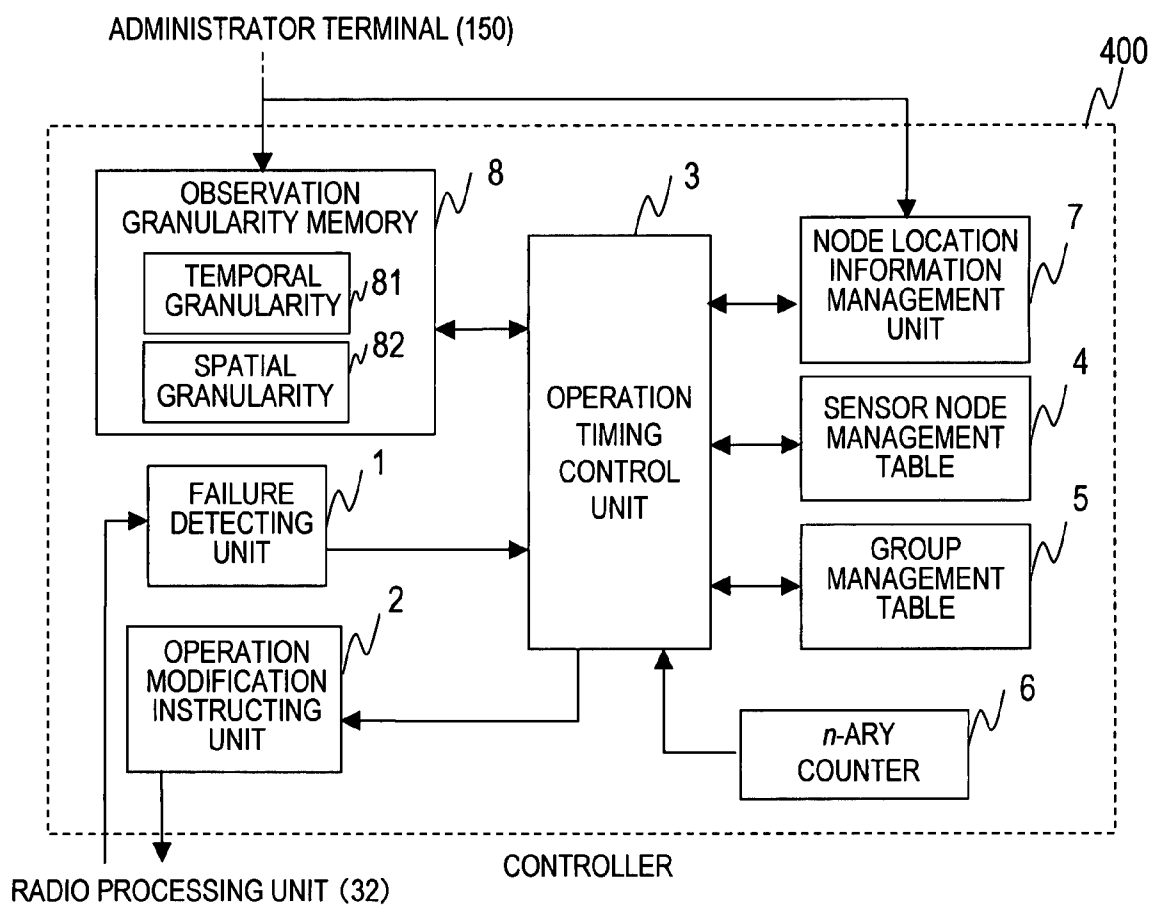 ADMINISTRATOR TERMINAL (150)
400
OBSERVATION
GRANULARITY MEMORY
8
TEMPORAL
GRANULARITY
81
SPATIAL
GRANULARITY
82
3
OPERATION
TIMING
CONTROL
UNIT
NODE LOCATION
INFORMATION
MANAGEMENT
UNIT
7
SENSOR NODE
MANAGEMENT
TABLE
4
FAILURE
DETECTING
UNIT
1
GROUP
MANAGEMENT
TABLE
5
OPERATION
MODIFICATION
INSTRUCTING
UNIT
2
n-ARY
COUNTER
6
CONTROLLER
RADIO PROCESSING UNIT (32)